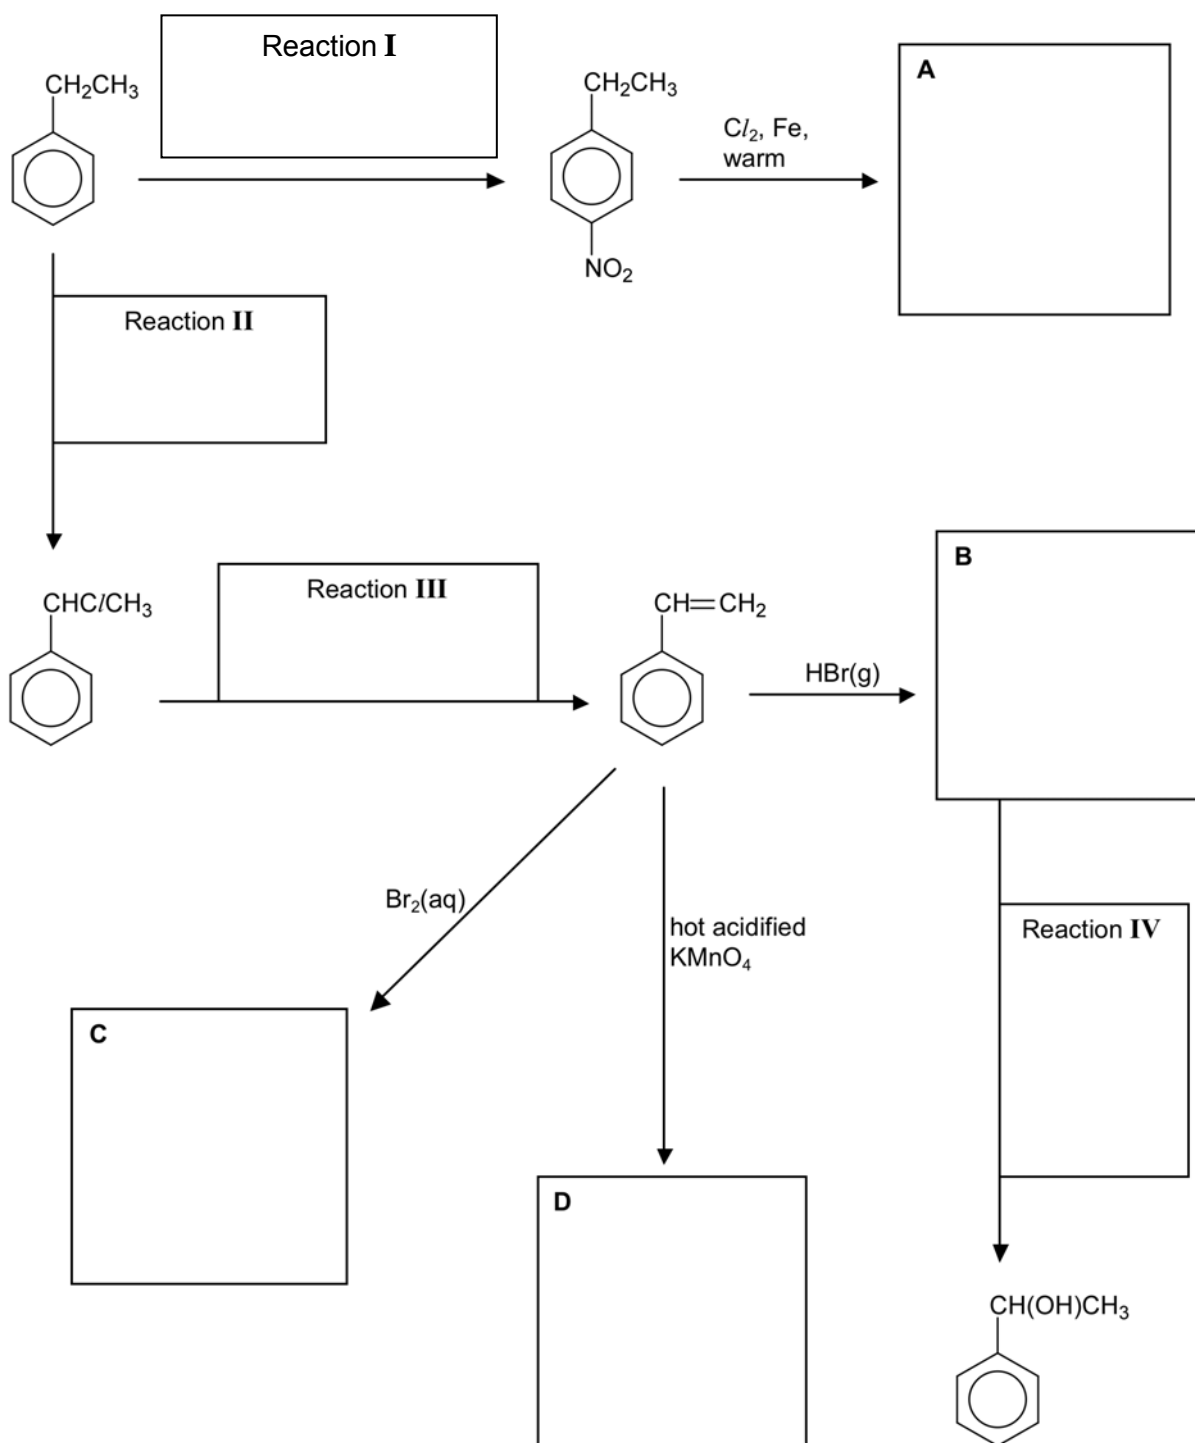 Reaction I
CH₂CH₃
CH₂CH₃
A
Cl₂, Fe,
warm
NO₂
Reaction II
CHClCH₃
Reaction III
CH=CH₂
HBr(g)
B
Br₂(aq)
hot acidified
KMnO₄
Reaction IV
C
D
CH(OH)CH₃